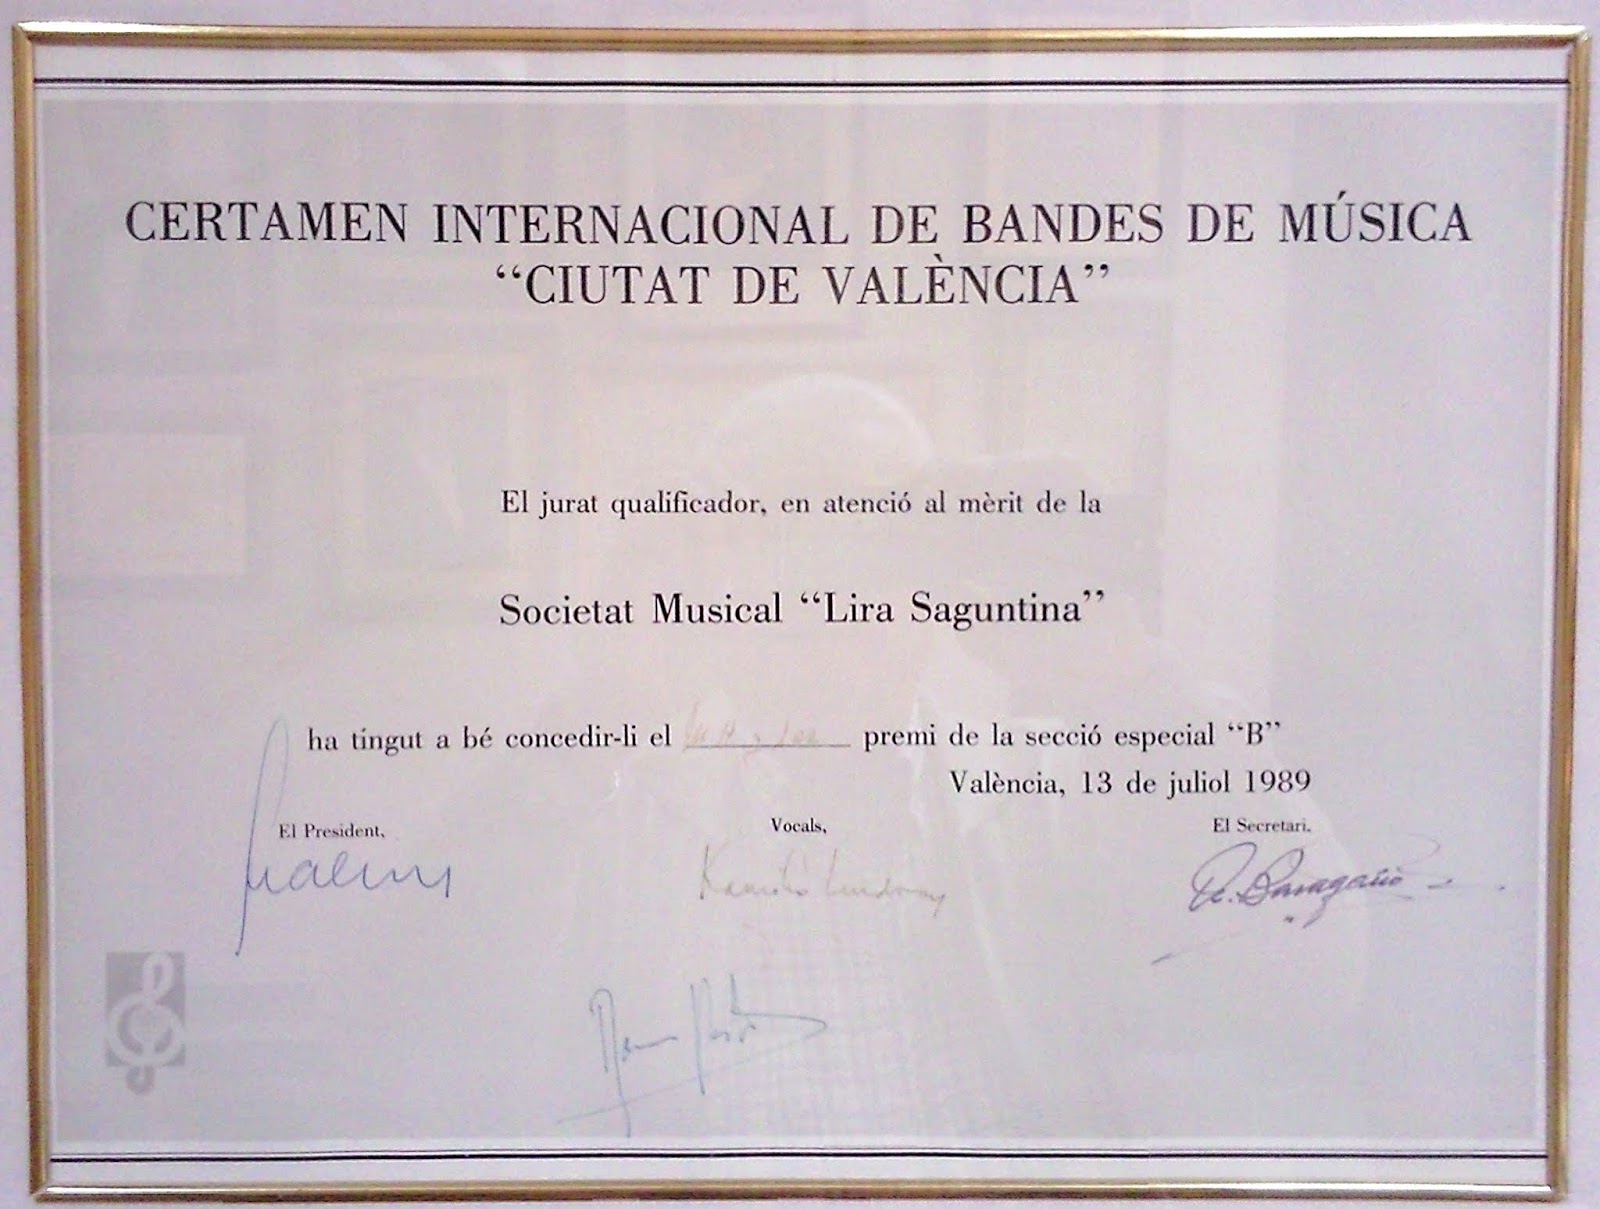 CERTAMEN INTERNACIONAL DE BANDES DE MÚSICA
“CIUTAT DE VALÈNCIA”
El jurat qualificador, en atenció al mèrit de la
Societat Musical “Lira Saguntina”
ha tingut a bé concedir-li el premi de la secció especial “B”
València, 13 de juliol 1989
El President, Vocals, El Secretari,